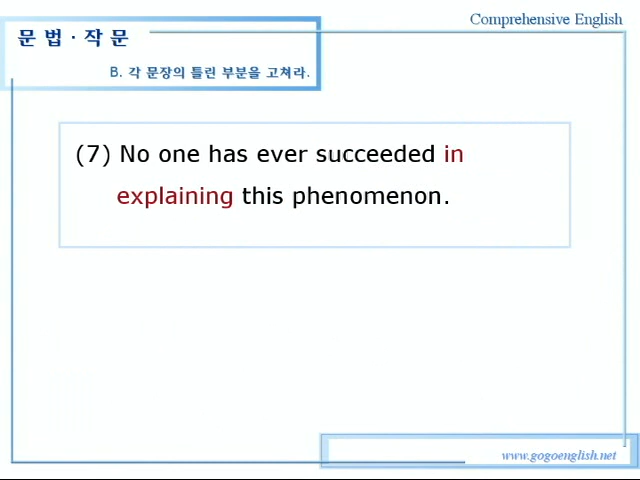 Comprehensive English
문 법 · 작 문
B. 각 문장의 틀린 부분을 고쳐라.
(7) No one has ever succeeded in
explaining this phenomenon.
www.gogoenglish.net